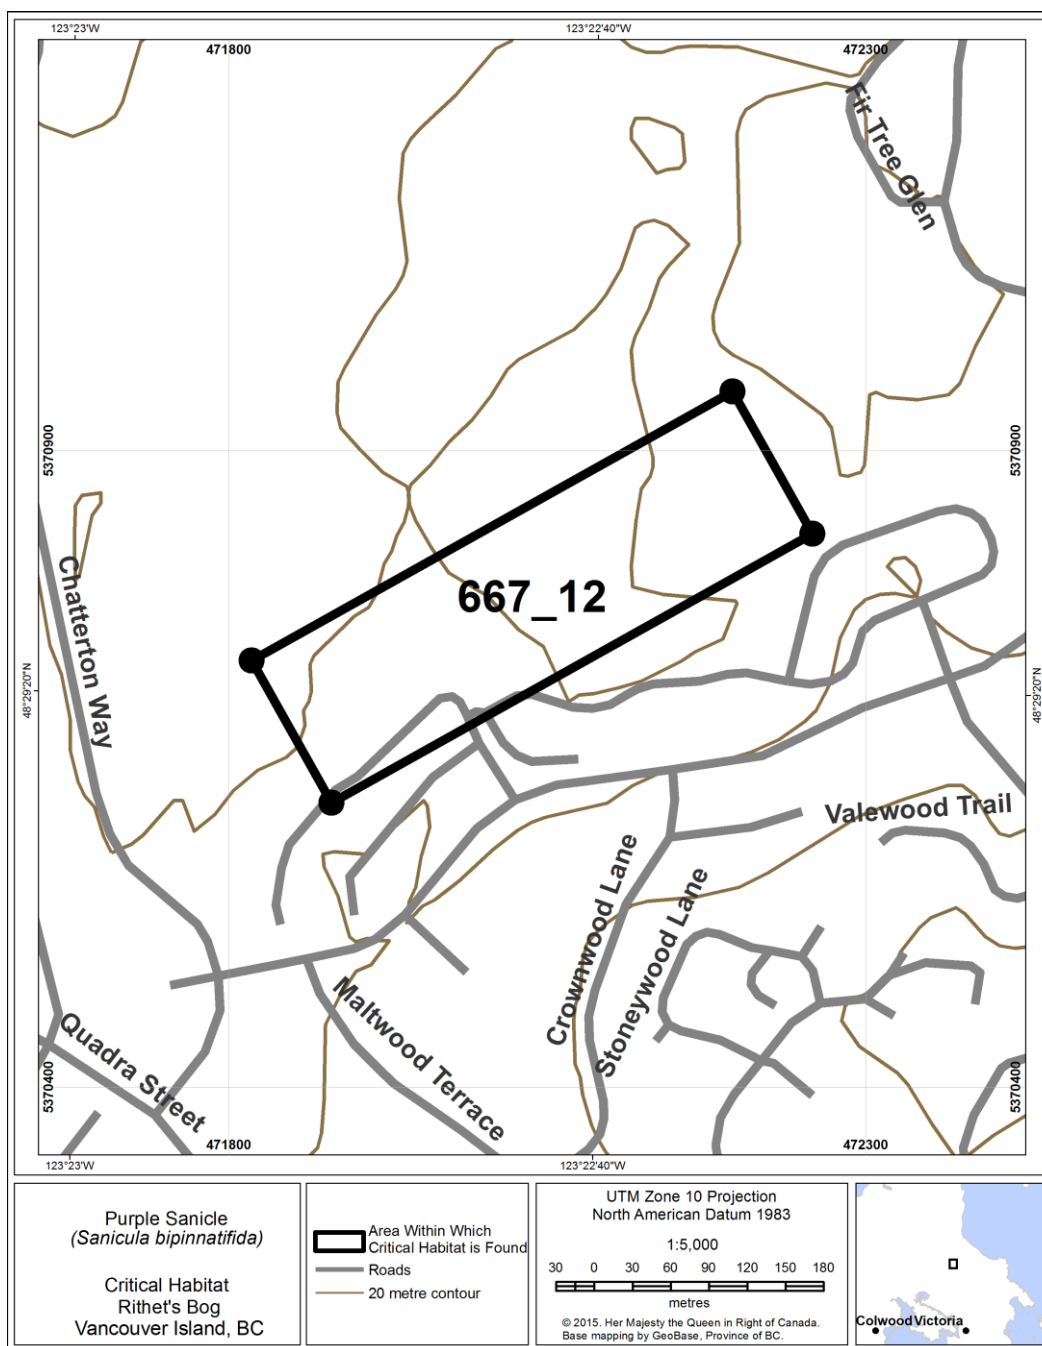 123°23'W
123°22'40"W
471800
472300
Fir Tree Glen
5370900
5370900
Chatterton Way
667_12
48°29'20"N
48°29'20"N
Valewood Trail
Crownwood Lane
Stoneywood Lane
Maltwood Terrace
Quadra Street
5370400
5370400
471800
472300
123°23'W
123°22'40"W
Purple Sanicle
(Sanicula bipinnatifida)
Critical Habitat
Rithet's Bog
Vancouver Island, BC
Area Within Which
Critical Habitat is Found
Roads
20 metre contour
UTM Zone 10 Projection
North American Datum 1983
1:5,000
30 0 30 60 90 120 150 180
metres
© 2015. Her Majesty the Queen in Right of Canada.
Base mapping by GeoBase, Province of BC.
Colwood Victoria